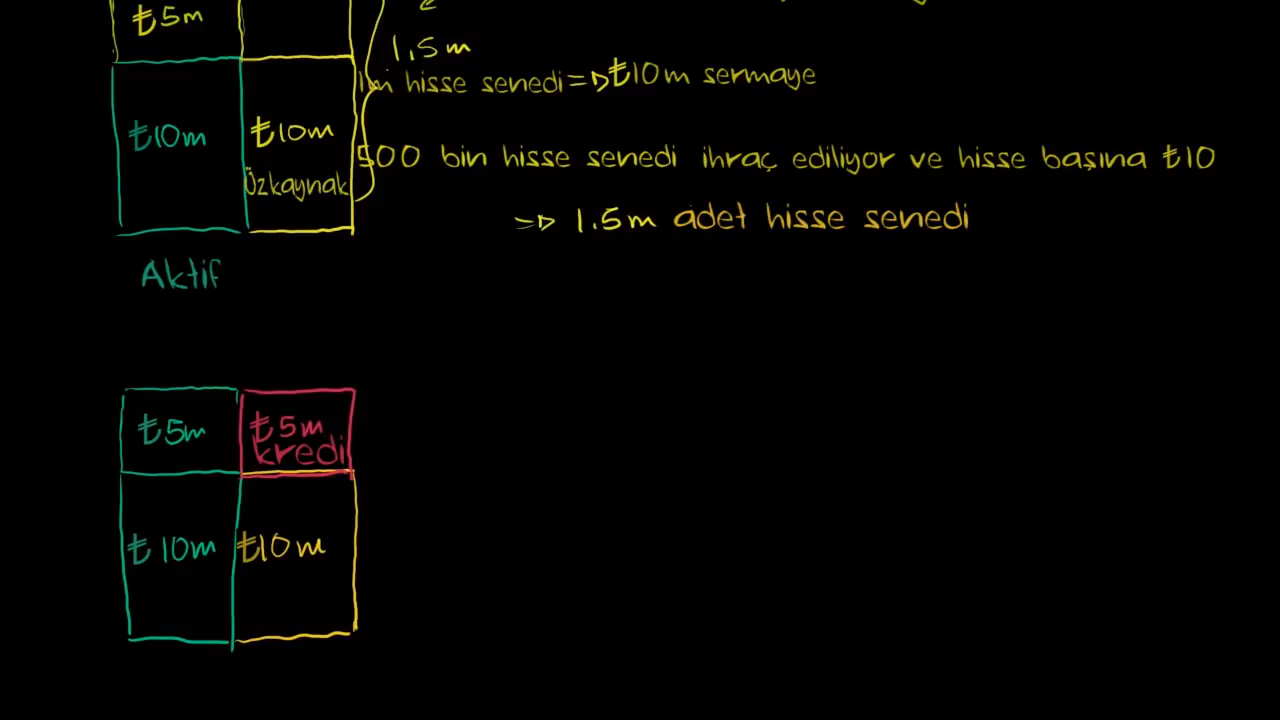 ₺5m
1,5m
1m hisse senedi => ₺10m sermaye
₺10m ₺10m
500 bin hisse senedi ihraç ediliyor ve hisse başına ₺10
Özkaynak
=> 1.5m adet hisse senedi
Aktif
₺5m ₺5m
kredi
₺10m ₺10m